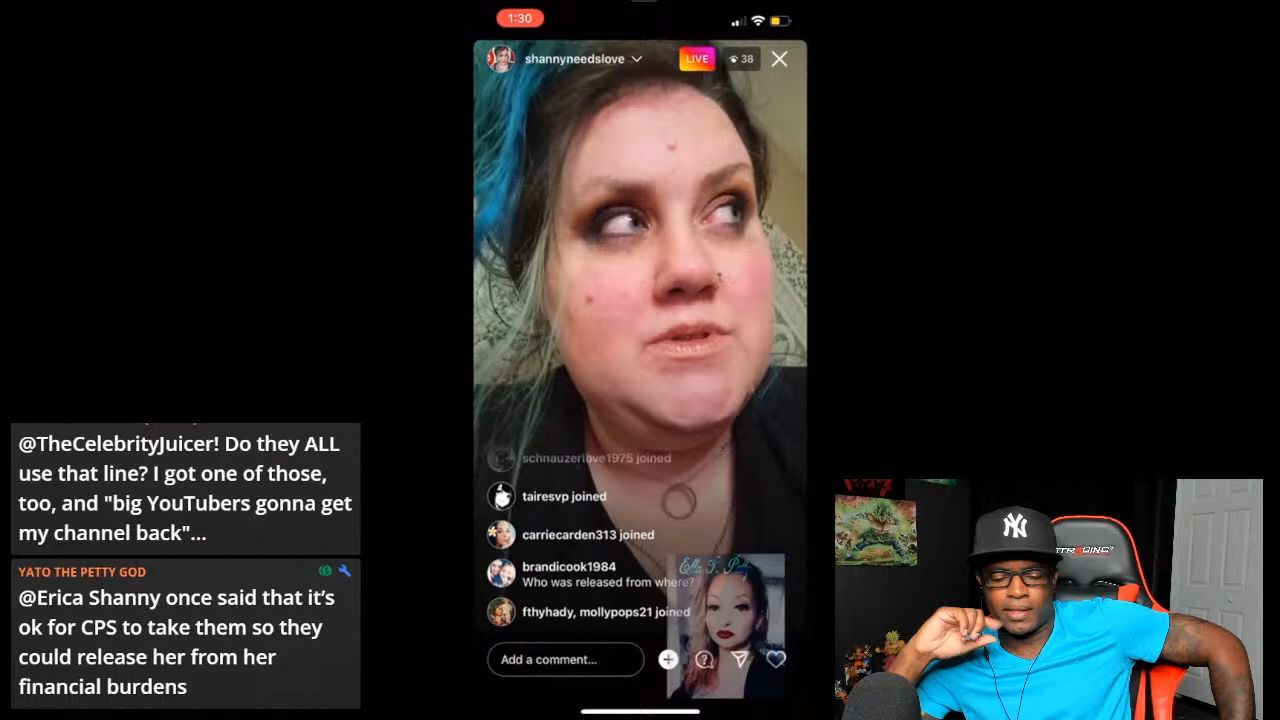 1:30
shannyneedslove
LIVE
38
@TheCelebrityJuicer! Do they ALL
use that line? I got one of those,
too, and "big YouTubers gonna get
my channel back"...
YATO THE PETTY GOD
@Erica Shanny once said that it’s
ok for CPS to take them so they
could release her from her
financial burdens
schnauzerlove1975 joined
tairesvp joined
carriecarden313 joined
brandicook1984
Who was released from where?
fthyhady, mollypops21 joined
Add a comment...
Ella T.
NY